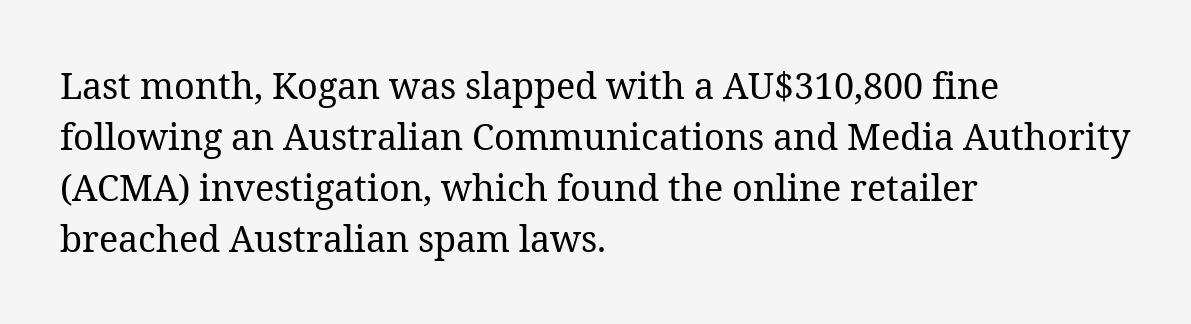 Last month, Kogan was slapped with a AU$310,800 fine
following an Australian Communications and Media Authority
(ACMA) investigation, which found the online retailer
breached Australian spam laws.